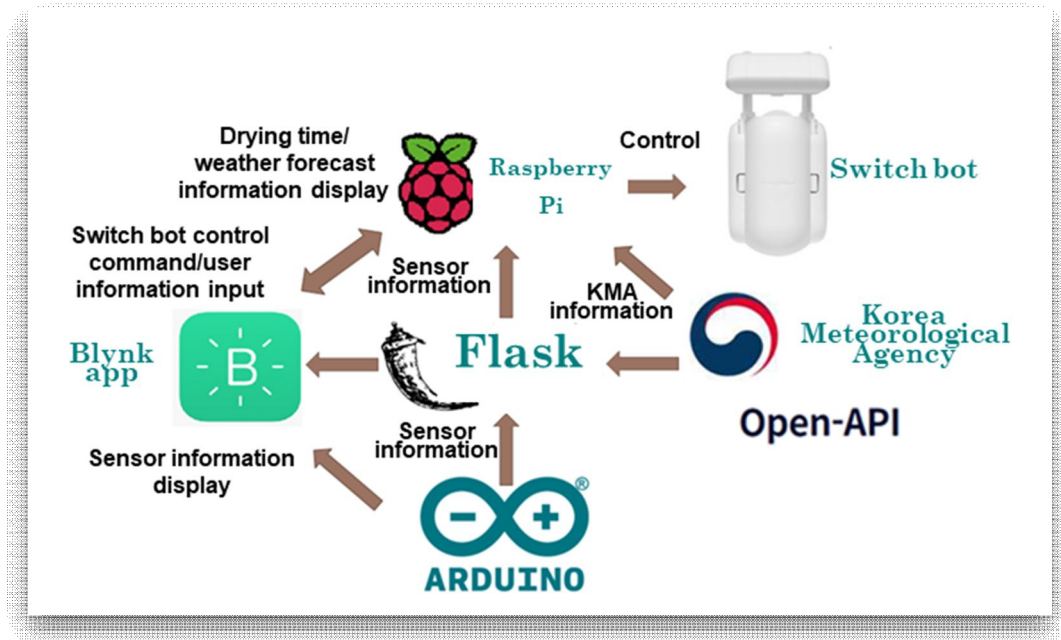 Drying time/
weather forecast
information display
Raspberry
Pi
Control
Switch bot
Switch bot control
command/user
information input
Sensor
information
KMA
information
Blynk
app
B
Flask
Korea
Meteorological
Agency
Open-API
Sensor
information
Sensor information
display
®
ARDUINO